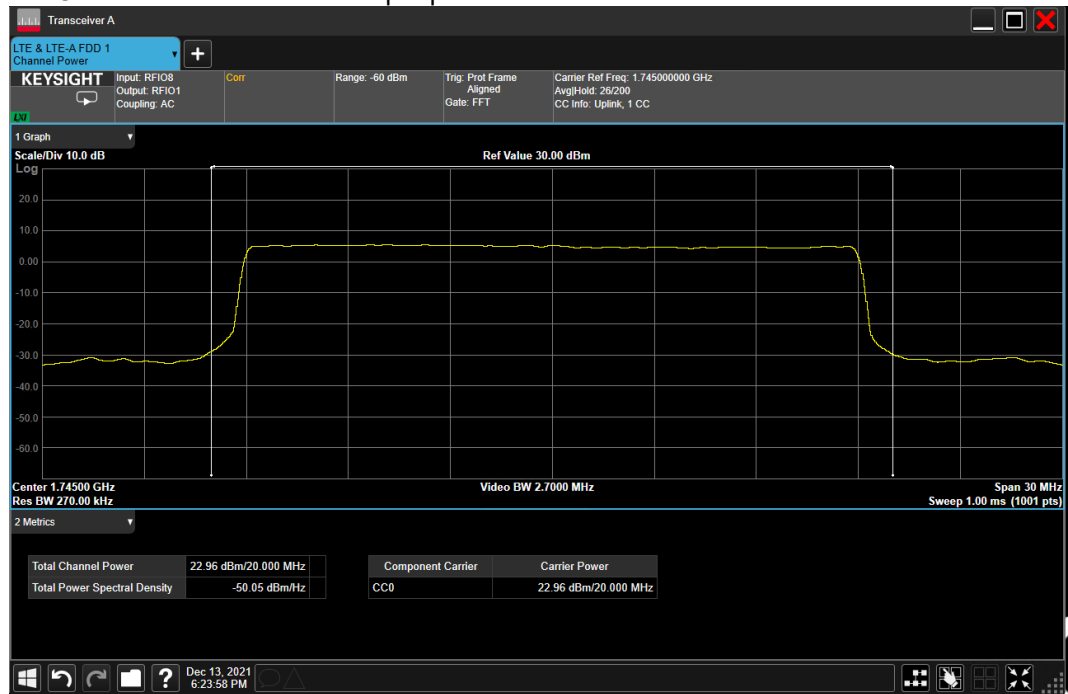 Transceiver A
LTE & LTE-A FDD 1
Channel Power
+
KEYSIGHT
LXI
Input: RFIO8
Output: RFIO1
Coupling: AC
Corr
Range: -60 dBm
Trig: Prot Frame
Aligned
Gate: FFT
Carrier Ref Freq: 1.745000000 GHz
Avg|Hold: 26/200
CC Info: Uplink, 1 CC
1 Graph
Scale/Div 10.0 dB
Ref Value 30.00 dBm
Log
20.0
10.0
0.00
-10.0
-20.0
-30.0
-40.0
-50.0
-60.0
Center 1.74500 GHz
Video BW 2.7000 MHz
Span 30 MHz
Res BW 270.00 kHz
Sweep 1.00 ms (1001 pts)
2 Metrics
Total Channel Power 22.96 dBm/20.000 MHz
Total Power Spectral Density -50.05 dBm/Hz
Component Carrier Carrier Power
CC0 22.96 dBm/20.000 MHz
?
Dec 13, 2021
6:23:58 PM